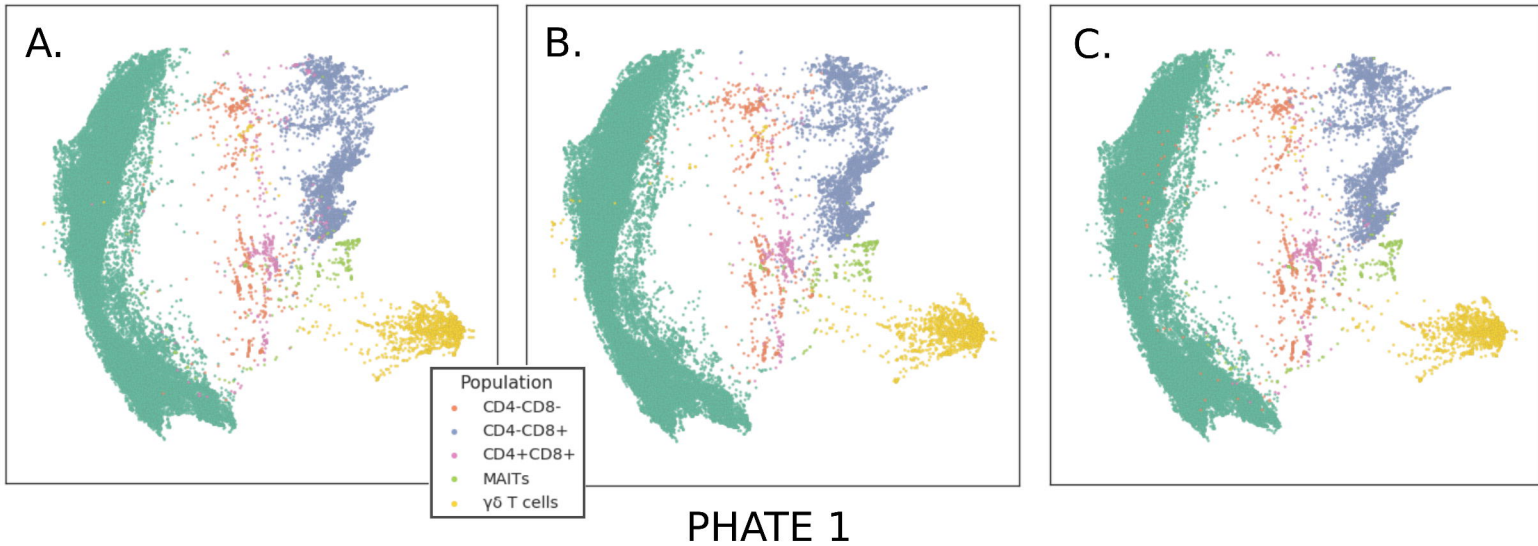 A.
B.
C.
Population
CD4-CD8-
CD4-CD8+
CD4+CD8+
MAITs
γδ T cells
PHATE 1